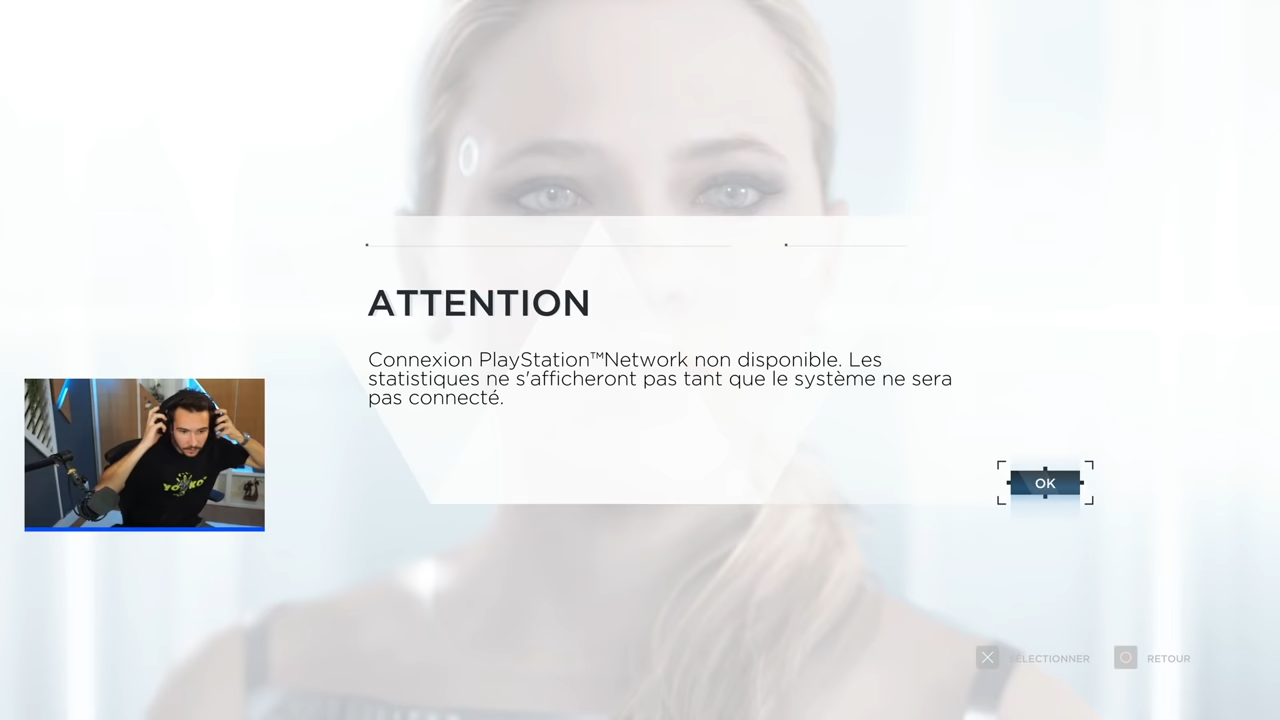 ATTENTION
Connexion PlayStation™Network non disponible. Les
statistiques ne s'afficheront pas tant que le système ne sera
pas connecté.
OK
SÉLECTIONNER
RETOUR